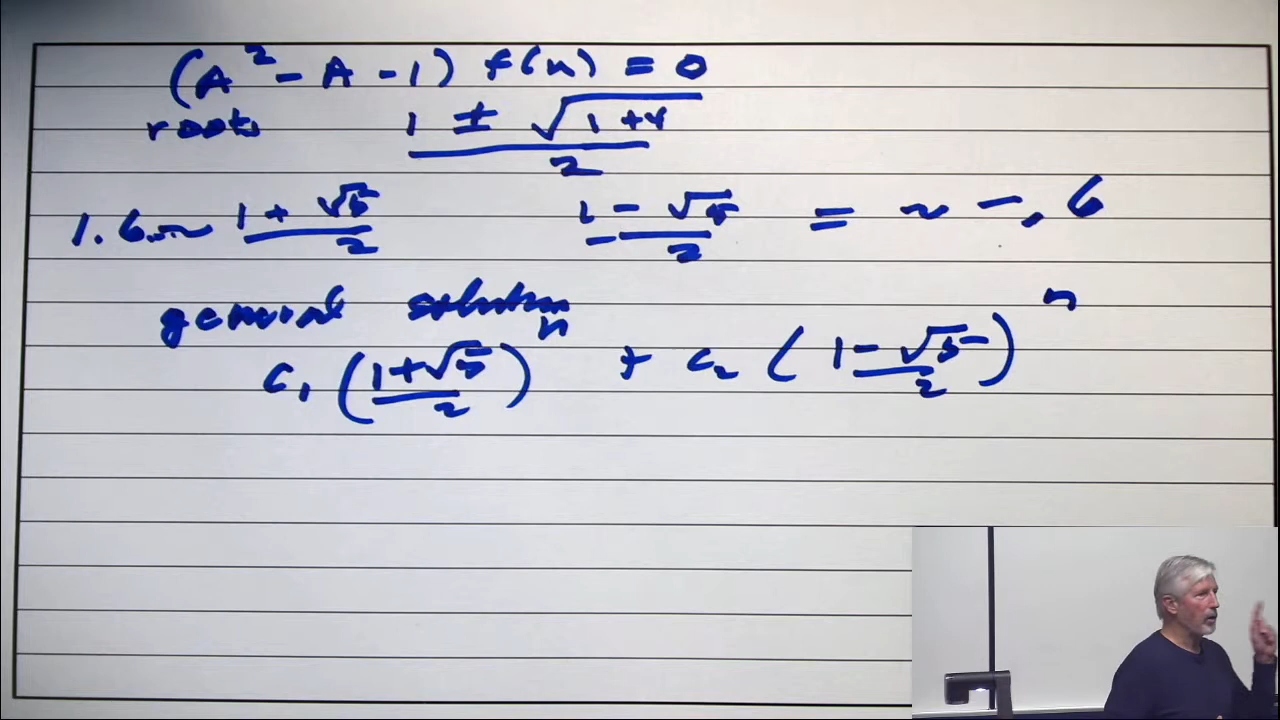 (A² - A - 1) f(n) = 0
roots 1 ± √(1+4) / 2
1.6 ~ (1 + √5)/2 (1 - √5)/2 = ~ -.6
general solution
c₁ ((1+√5)/2)ⁿ + c₂ ((1-√5)/2)ⁿ